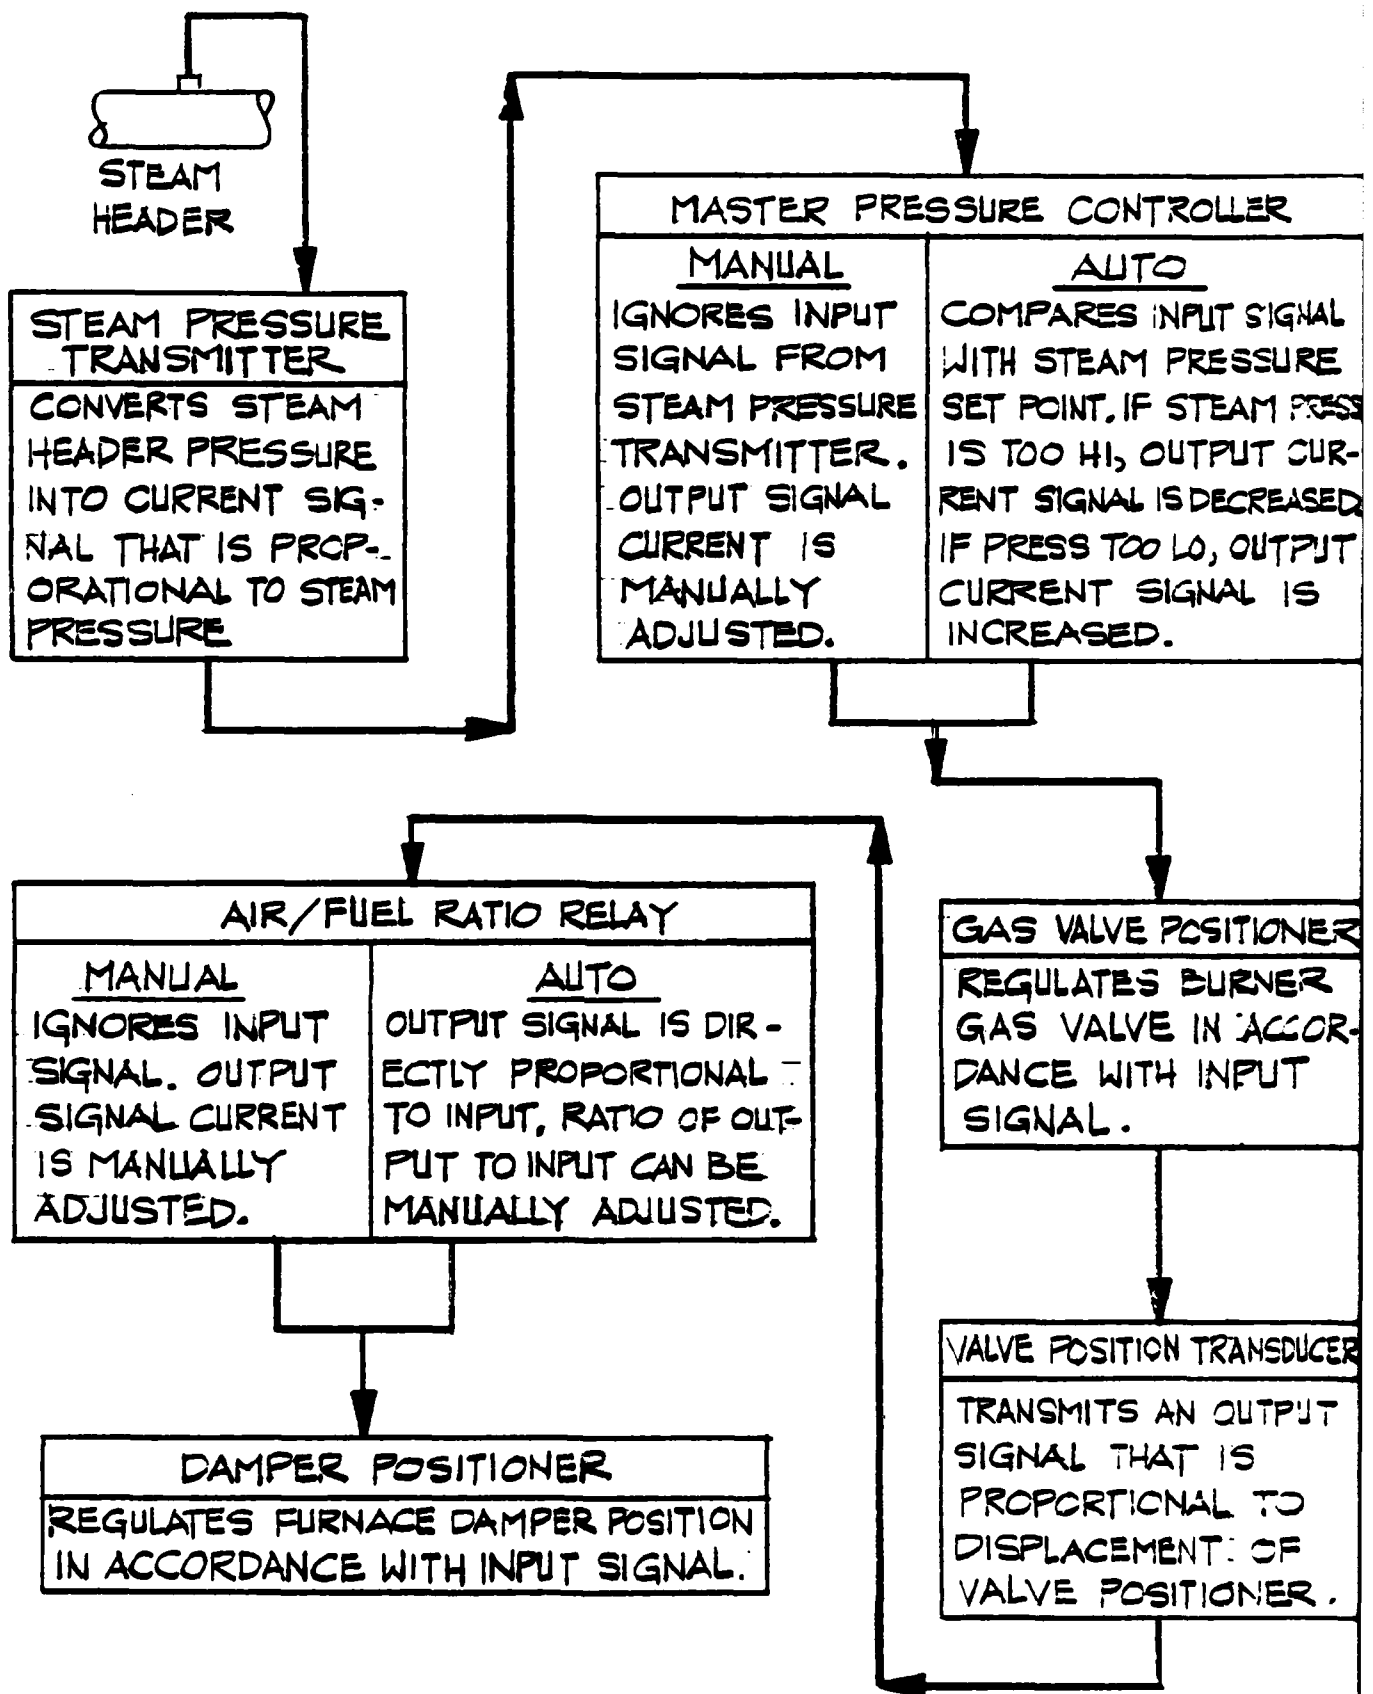 STEAM
HEADER
STEAM PRESSURE
TRANSMITTER
CONVERTS STEAM
HEADER PRESSURE
INTO CURRENT SIG-
NAL THAT IS PROP-
ORATIONAL TO STEAM
PRESSURE
MASTER PRESSURE CONTROLLER
MANUAL
IGNORES INPUT
SIGNAL FROM
STEAM PRESSURE
TRANSMITTER.
OUTPUT SIGNAL
CURRENT IS
MANUALLY
ADJUSTED.
AUTO
COMPARES INPUT SIGNAL
WITH STEAM PRESSURE
SET POINT. IF STEAM PRESS
IS TOO HI, OUTPUT CUR-
RENT SIGNAL IS DECREASED.
IF PRESS TOO LO, OUTPUT
CURRENT SIGNAL IS
INCREASED.
GAS VALVE POSITIONER
REGULATES BURNER
GAS VALVE IN ACCOR-
DANCE WITH INPUT
SIGNAL.
VALVE POSITION TRANSDUCER
TRANSMITS AN OUTPUT
SIGNAL THAT IS
PROPORTIONAL TO
DISPLACEMENT OF
VALVE POSITIONER.
AIR/FUEL RATIO RELAY
MANUAL
IGNORES INPUT
SIGNAL. OUTPUT
SIGNAL CURRENT
IS MANUALLY
ADJUSTED.
AUTO
OUTPUT SIGNAL IS DIR-
ECTLY PROPORTIONAL
TO INPUT. RATIO OF OUT-
PUT TO INPUT CAN BE
MANUALLY ADJUSTED.
DAMPER POSITIONER
REGULATES FURNACE DAMPER POSITION
IN ACCORDANCE WITH INPUT SIGNAL.